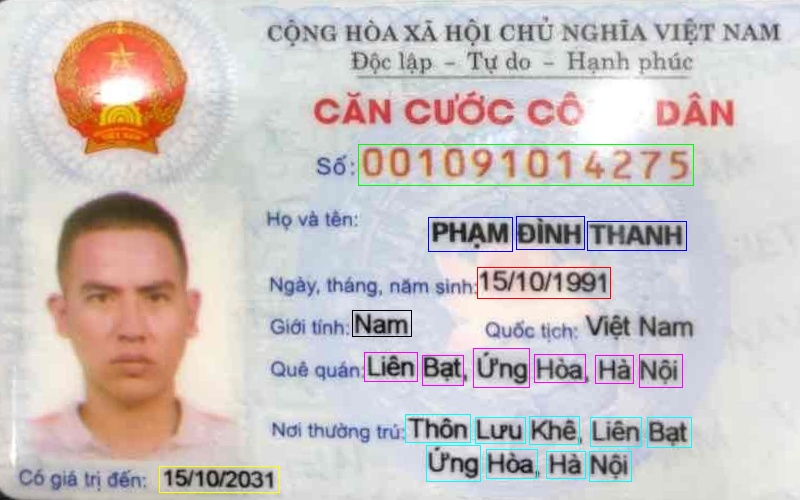 CỘNG HÒA XÃ HỘI CHỦ NGHĨA VIỆT NAM
Độc lập - Tự do - Hạnh phúc
CĂN CƯỚC CÔ DÂN
Số: 001091014275
Họ và tên: PHẠM ĐÌNH THANH
Ngày, tháng, năm sinh: 15/10/1991
Giới tính: Nam Quốc tịch: Việt Nam
Quê quán: Liên Bạt, Ứng Hòa, Hà Nội
Nơi thường trú: Thôn Lưu Khê, Liên Bạt
Ứng Hòa, Hà Nội
Có giá trị đến: 15/10/2031